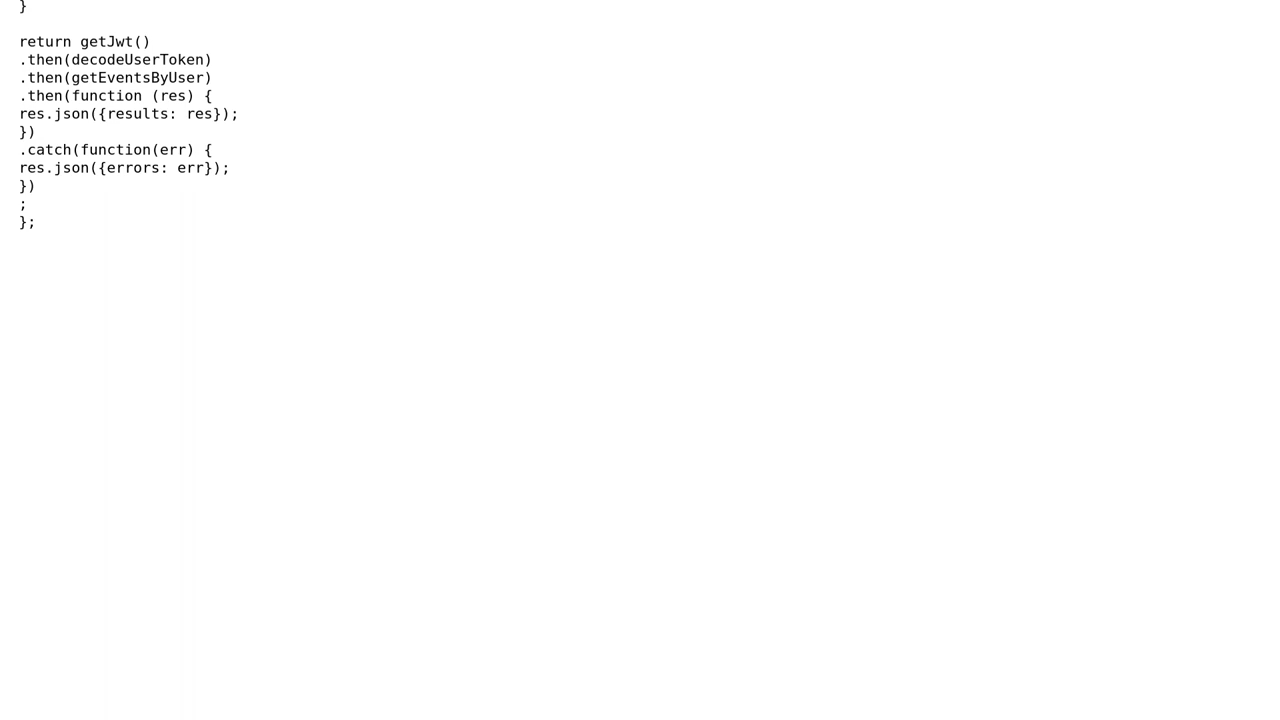 }

return getJwt()
.then(decodeUserToken)
.then(getEventsByUser)
.then(function (res) {
res.json({results: res});
})
.catch(function(err) {
res.json({errors: err});
})
;
};